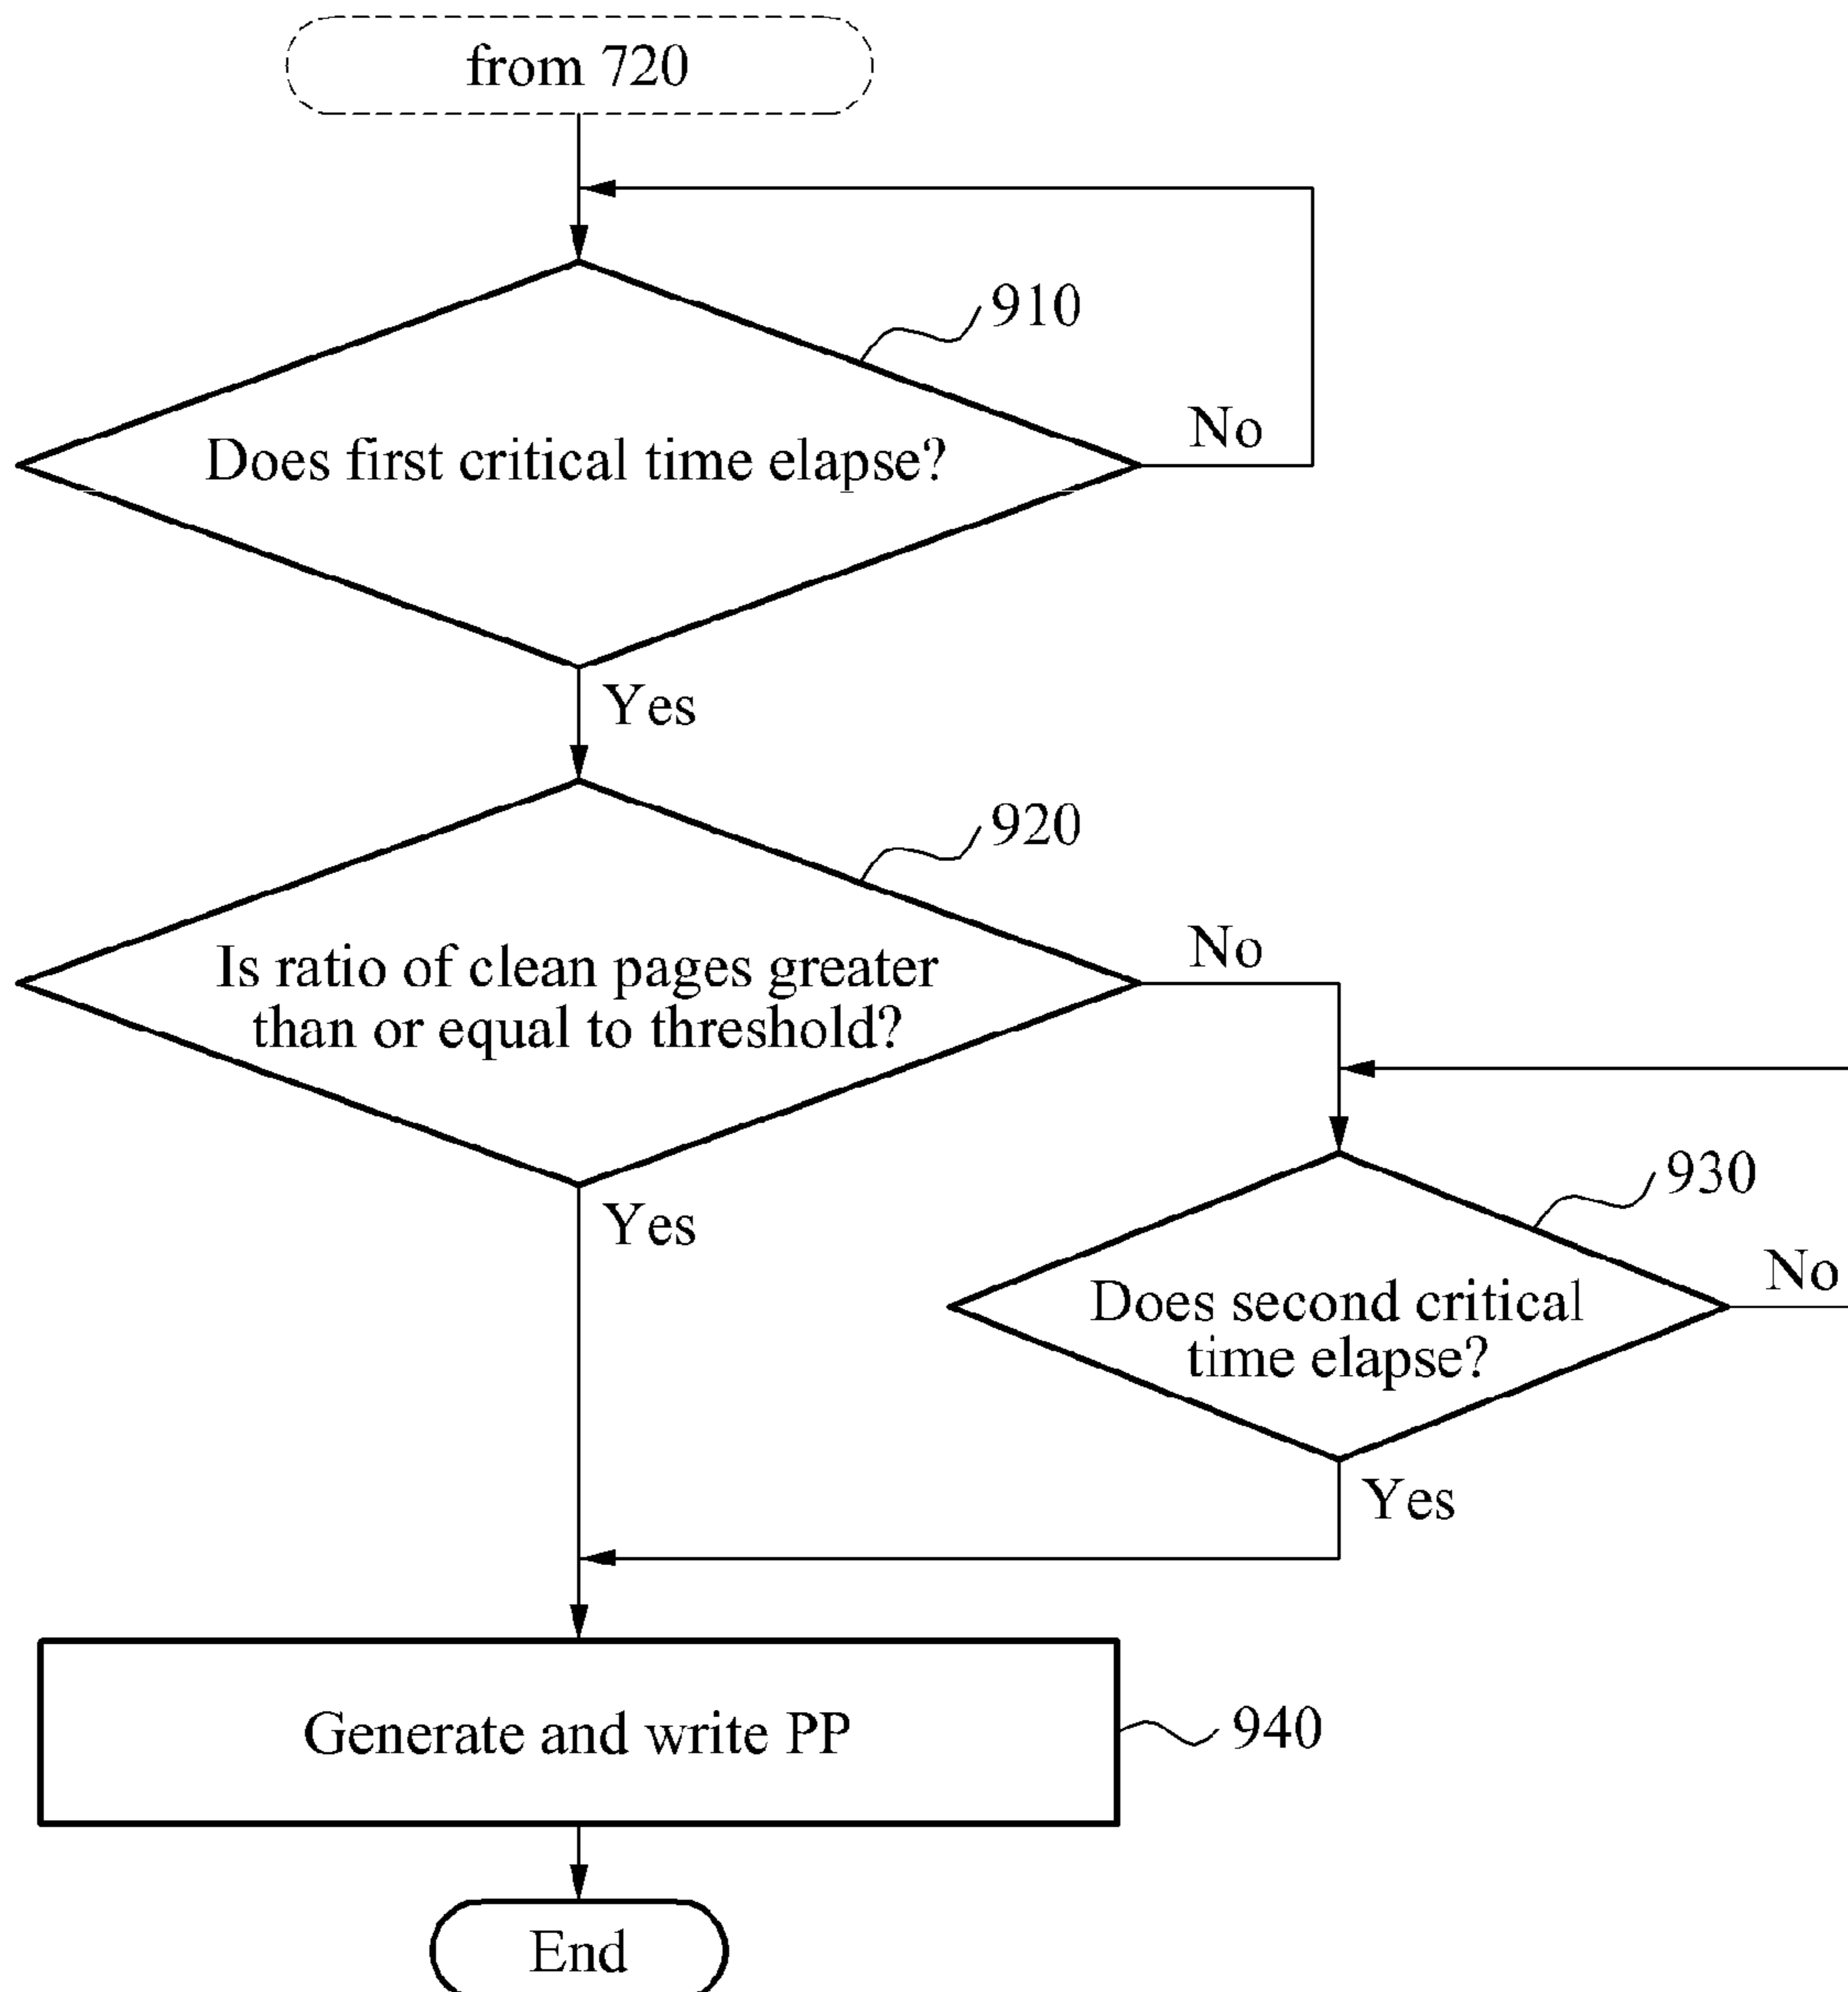 from 720
910
Does first critical time elapse?
No
Yes
920
Is ratio of clean pages greater
than or equal to threshold?
No
Yes
930
Does second critical
time elapse?
No
Yes
Generate and write PP
940
End